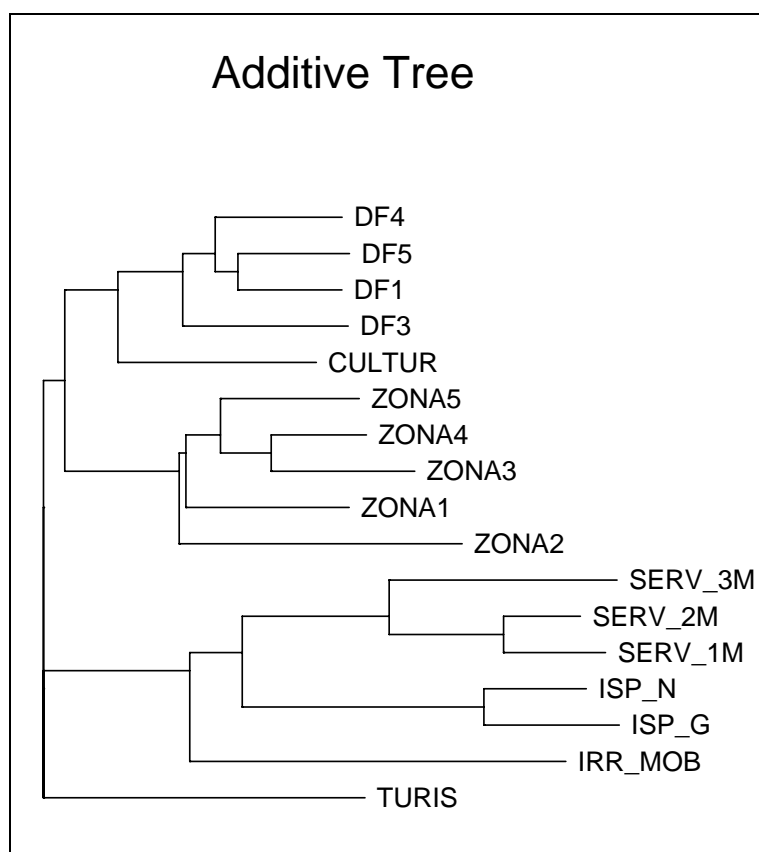 Additive Tree
DF4
DF5
DF1
DF3
CULTUR
ZONA5
ZONA4
ZONA3
ZONA1
ZONA2
SERV_3M
SERV_2M
SERV_1M
ISP_N
ISP_G
IRR_MOB
TURIS